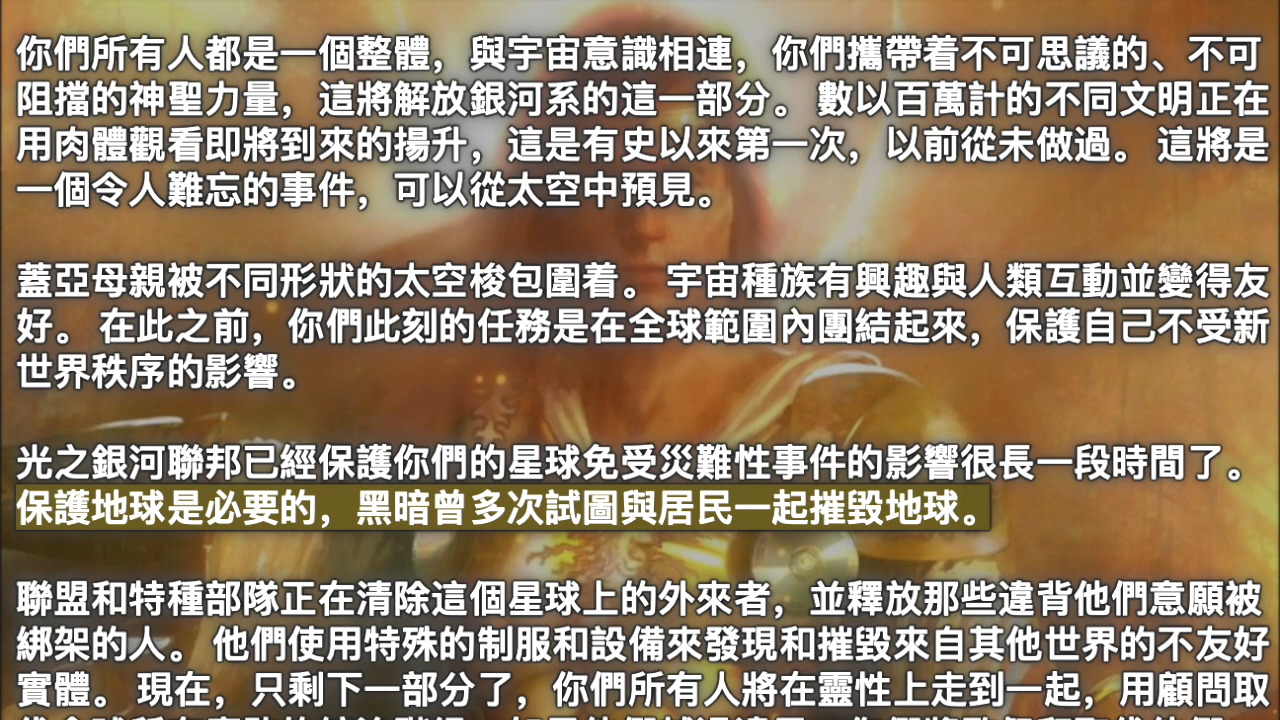 你們所有人都是一個整體，與宇宙意識相連，你們攜帶着不可思議的、不可
阻擋的神聖力量，這將解放銀河系的這一部分。 數以百萬計的不同文明正在
用肉體觀看即將到來的揚升，這是有史以來第一次，以前從未做過。 這將是
一個令人難忘的事件，可以從太空中預見。
蓋亞母親被不同形狀的太空梭包圍着。 宇宙種族有興趣與人類互動並變得友
好。 在此之前，你們此刻的任務是在全球範圍內團結起來，保護自己不受新
世界秩序的影響。
光之銀河聯邦已經保護你們的星球免受災難性事件的影響很長一段時間了。
保護地球是必要的，黑暗曾多次試圖與居民一起摧毀地球。
聯盟和特種部隊正在清除這個星球上的外來者，並釋放那些違背他們意願被
綁架的人。 他們使用特殊的制服和設備來發現和摧毀來自其他世界的不友好
實體。 現在，只剩下一部分了，你們所有人將在靈性上走到一起，用顧問取